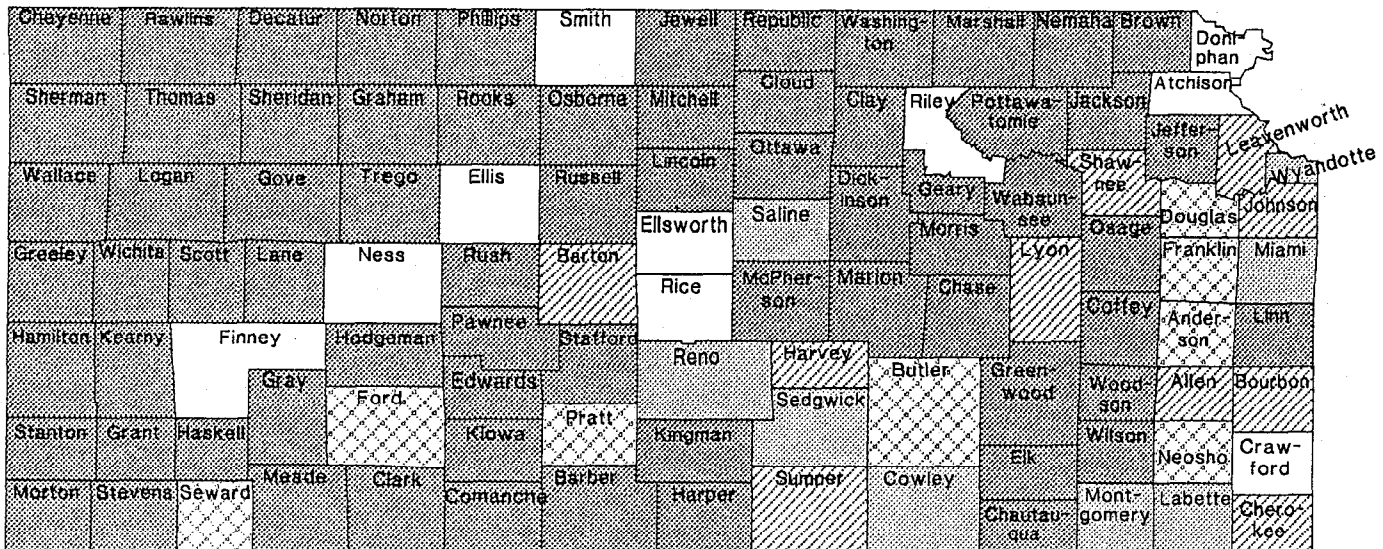 Cheyenne Rawlins Decatur Norton Phillips Smith Jewell Republic Washing-
ton
Marshall Nemaha Brown Doni-
phan
Atchison
Sherman Thomas Sheridan Graham Rooks Osborne Mitchell Cloud Clay Riley Pottawa-
tomie
Jackson
Jeffer-
son
Leavenworth
Wyandotte
Wallace Logan Gove Trego Ellis Russell Lincoln Ottawa Dick-
inson
Geary
Wabaun-
see
Shaw-
nee
Douglas
Johnson
Ellsworth Saline Morris Osage
Greeley Wichita Scott Lane Ness Rush Barton Rice McPher-
son
Marion Chase Lyon Franklin Miami
Coffey
Ander-
son
Linn
Hamilton Kearny Finney Hodgeman Pawnee Stafford Reno Harvey Butler Green-
wood
Wood-
son
Allen Bourbon
Gray Ford Edwards Pratt Sedgwick
Stanton Grant Haskell Kiowa Kingman Elk Wilson Neosho Craw-
ford
Morton Stevens Seward Meade Clark Comanche Barber Harper Sumner Cowley Chautau-
qua
Mont-
gomery
Labette Chero-
kee